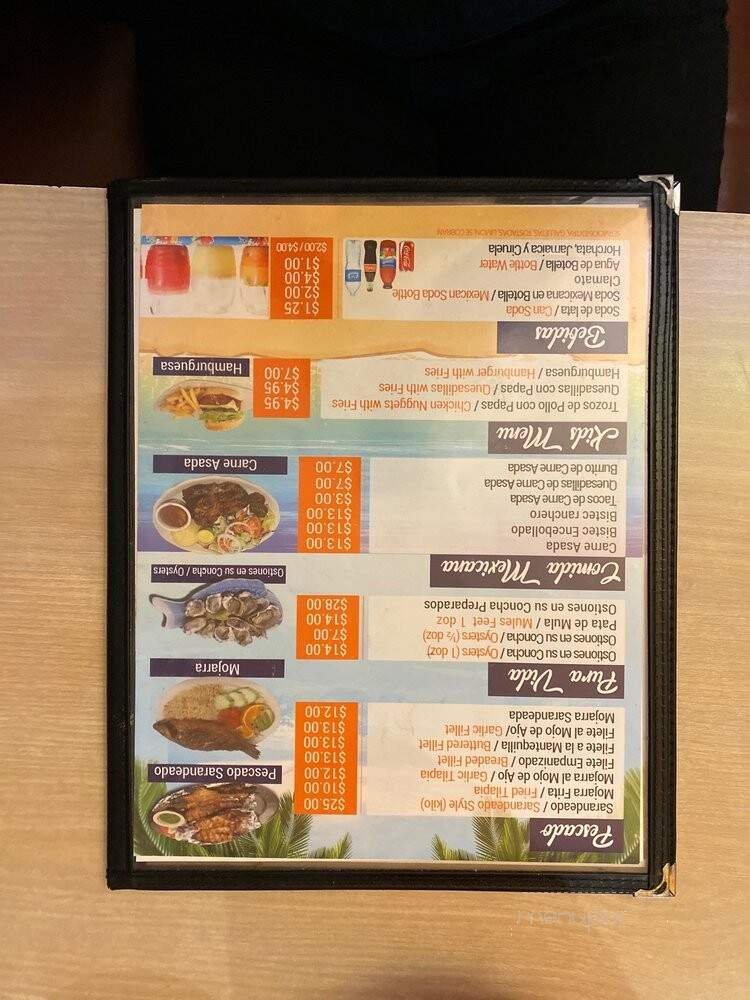 Pescado
Sarandeado / Sarandeado Style (kilo) $25.00
Mojarra Frita / Fried Tilapia $10.00
Mojarra al Mojo de Ajo / Garlic Tilapia $12.00
Filete Empanizado / Breaded Fillet $13.00
Filete a la Mantequilla / Buttered Fillet $13.00
Filete al Mojo de Ajo/ Garlic Fillet $13.00
Mojarra Sarandeada $12.00
Pescado Sarandeado
Mojarra
Pura Vida
Ostiones en su Concha / Oysters (1 doz) $14.00
Ostiones en su Concha / Oysters (½ doz) $7.00
Pata de Mula / Mules Feet 1 doz $14.00
Ostiones en su Concha Preparados $28.00
Ostiones en su Concha / Oysters
Comida Mexicana
Carne Asada $13.00
Bistec Encebollado $13.00
Bistec ranchero $13.00
Tacos de Carne Asada $3.00
Quesadillas de Carne Asada $7.00
Burrito de Carne Asada $7.00
Carne Asada
Kids Menu
Trozos de Pollo con Papas / Chicken Nuggets with Fries $4.95
Quesadillas con Papas / Quesadillas with Fries $4.95
Hamburguesa / Hamburger with Fries $7.00
Hamburguesa
Bebidas
Soda de lata / Can Soda $1.25
Soda Mexicana en Botella / Mexican Soda Bottle $2.00
Clamato $4.00
Agua de Botella / Bottle Water $1.00
Horchata, Jamaica y Ciruela $2.00 / $4.00
GALLETAS, TOSTADAS, LIMON SE COBRAN